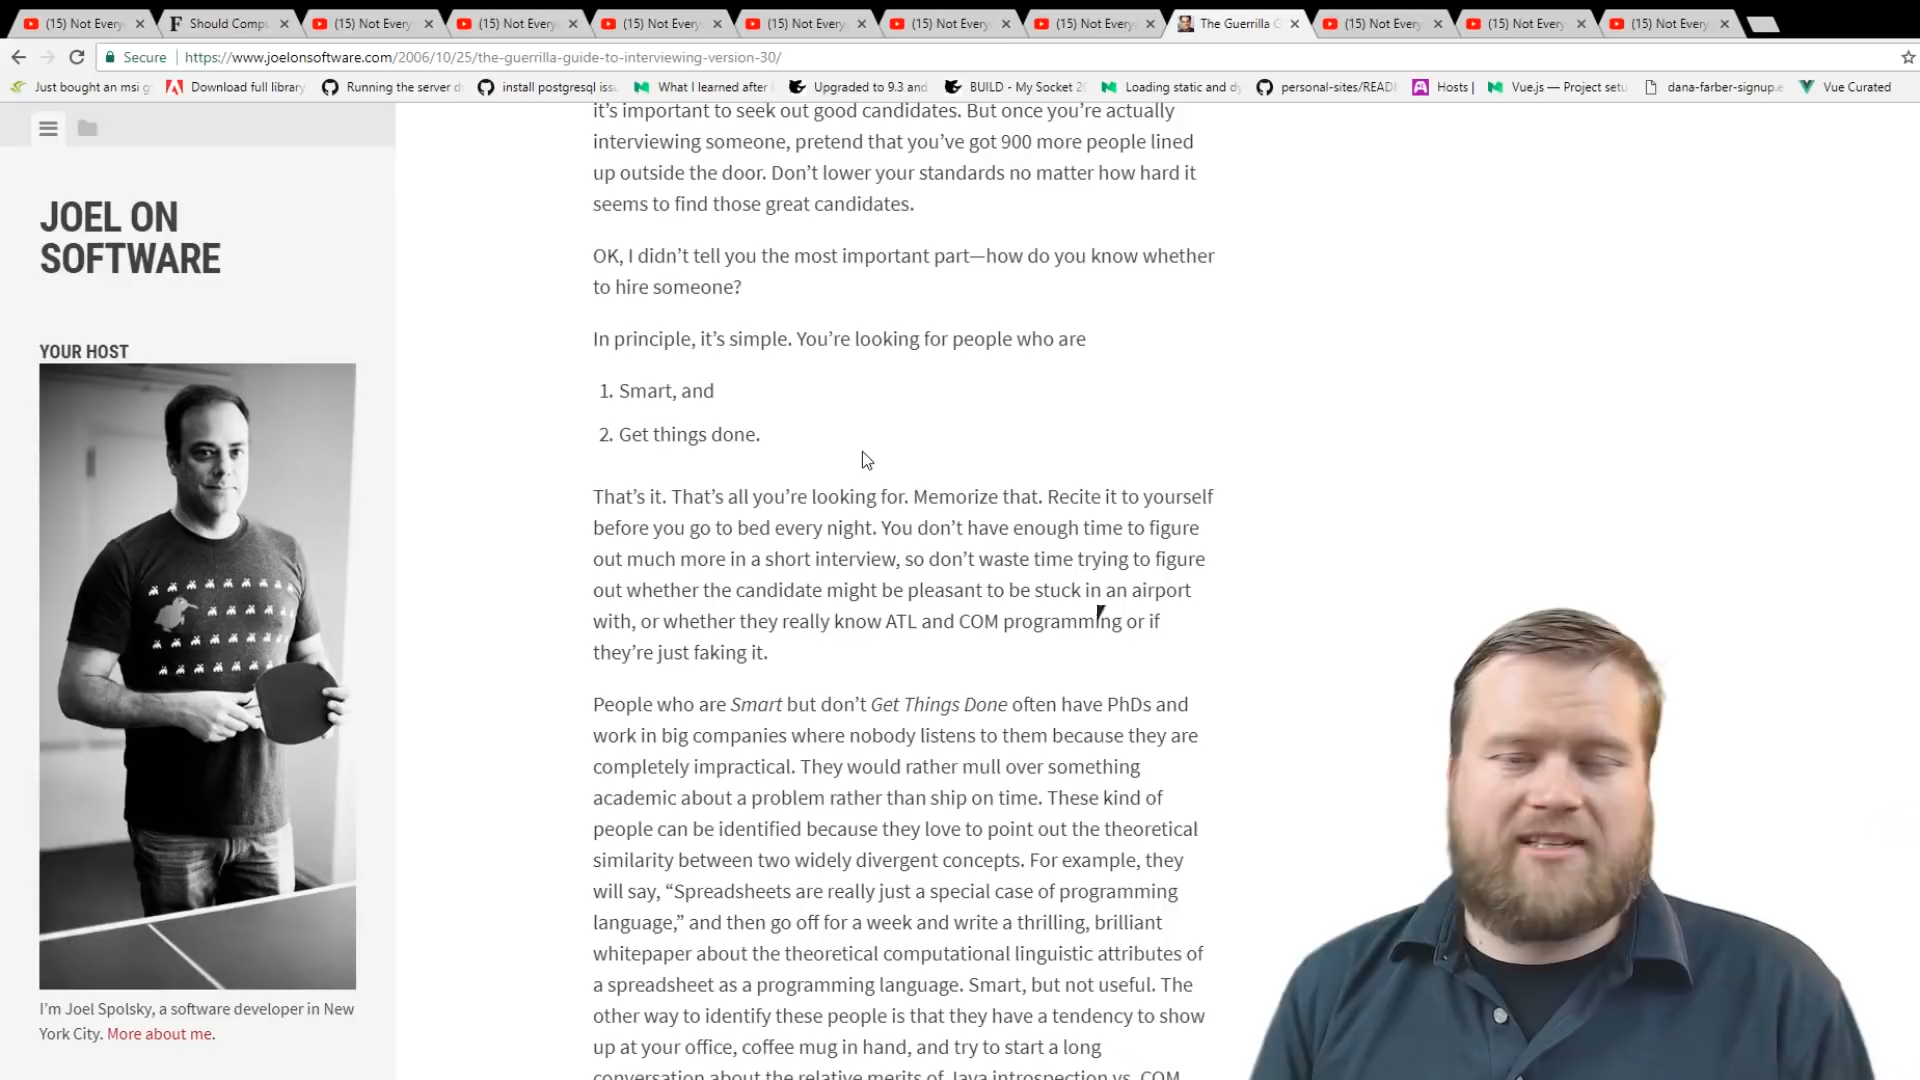 (15) Not Every
Should Compu
(15) Not Every
(15) Not Every
(15) Not Every
(15) Not Every
(15) Not Every
(15) Not Every
The Guerrilla G
(15) Not Every
(15) Not Every
(15) Not Every
Secure
https://www.joelonsoftware.com/2006/10/25/the-guerrilla-guide-to-interviewing-version-30/
Just bought an msi g
Download full library
Running the server d
install postgresql issu
What I learned after
Upgraded to 9.3 and
BUILD - My Socket 20
Loading static and dy
personal-sites/READ
Hosts |
Vue.js — Project setu
dana-farber-signup.e
Vue Curated
JOEL ON
SOFTWARE
YOUR HOST
I’m Joel Spolsky, a software developer in New
York City. More about me.
it’s important to seek out good candidates. But once you’re actually
interviewing someone, pretend that you’ve got 900 more people lined
up outside the door. Don’t lower your standards no matter how hard it
seems to find those great candidates.
OK, I didn’t tell you the most important part—how do you know whether
to hire someone?
In principle, it’s simple. You’re looking for people who are
1. Smart, and
2. Get things done.
That’s it. That’s all you’re looking for. Memorize that. Recite it to yourself
before you go to bed every night. You don’t have enough time to figure
out much more in a short interview, so don’t waste time trying to figure
out whether the candidate might be pleasant to be stuck in an airport
with, or whether they really know ATL and COM programming or if
they’re just faking it.
People who are Smart but don’t Get Things Done often have PhDs and
work in big companies where nobody listens to them because they are
completely impractical. They would rather mull over something
academic about a problem rather than ship on time. These kind of
people can be identified because they love to point out the theoretical
similarity between two widely divergent concepts. For example, they
will say, “Spreadsheets are really just a special case of programming
language,” and then go off for a week and write a thrilling, brilliant
whitepaper about the theoretical computational linguistic attributes of
a spreadsheet as a programming language. Smart, but not useful. The
other way to identify these people is that they have a tendency to show
up at your office, coffee mug in hand, and try to start a long
conversation about the relative merits of Java introspection vs. COM